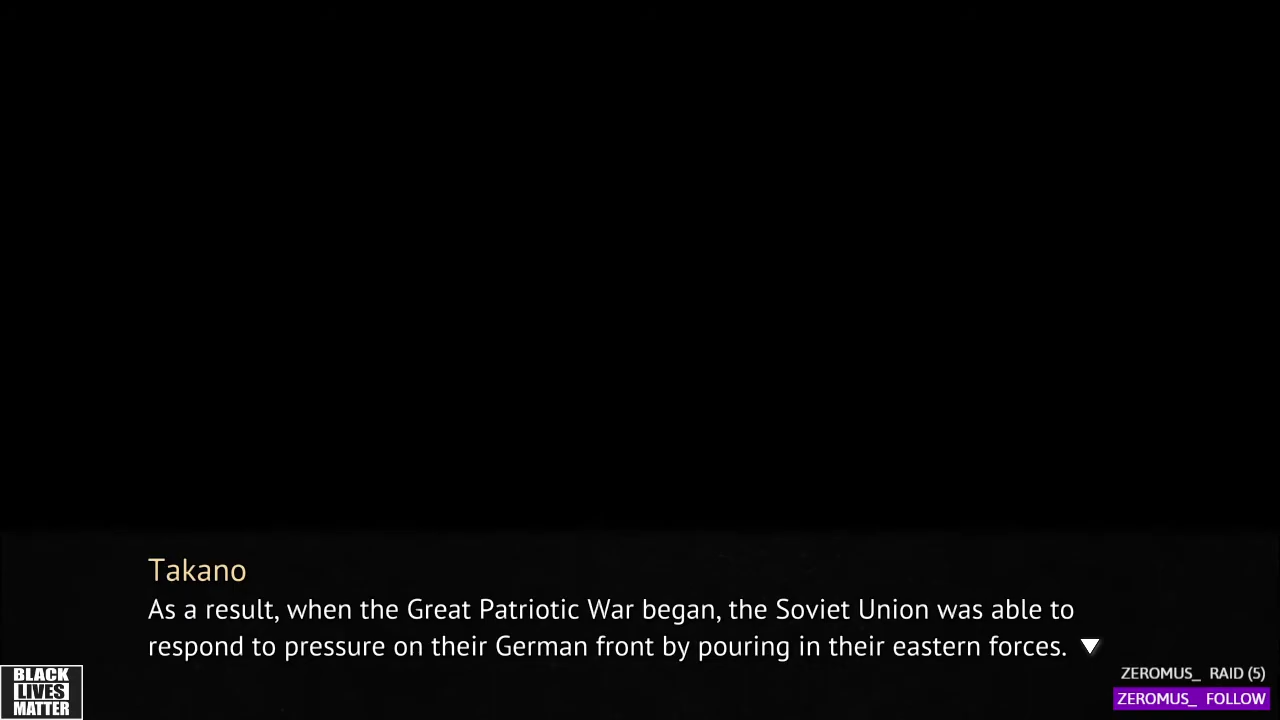 Takano
As a result, when the Great Patriotic War began, the Soviet Union was able to
respond to pressure on their German front by pouring in their eastern forces.
BLACK
LIVES
MATTER
ZEROMUS_ RAID (5)
ZEROMUS_ FOLLOW